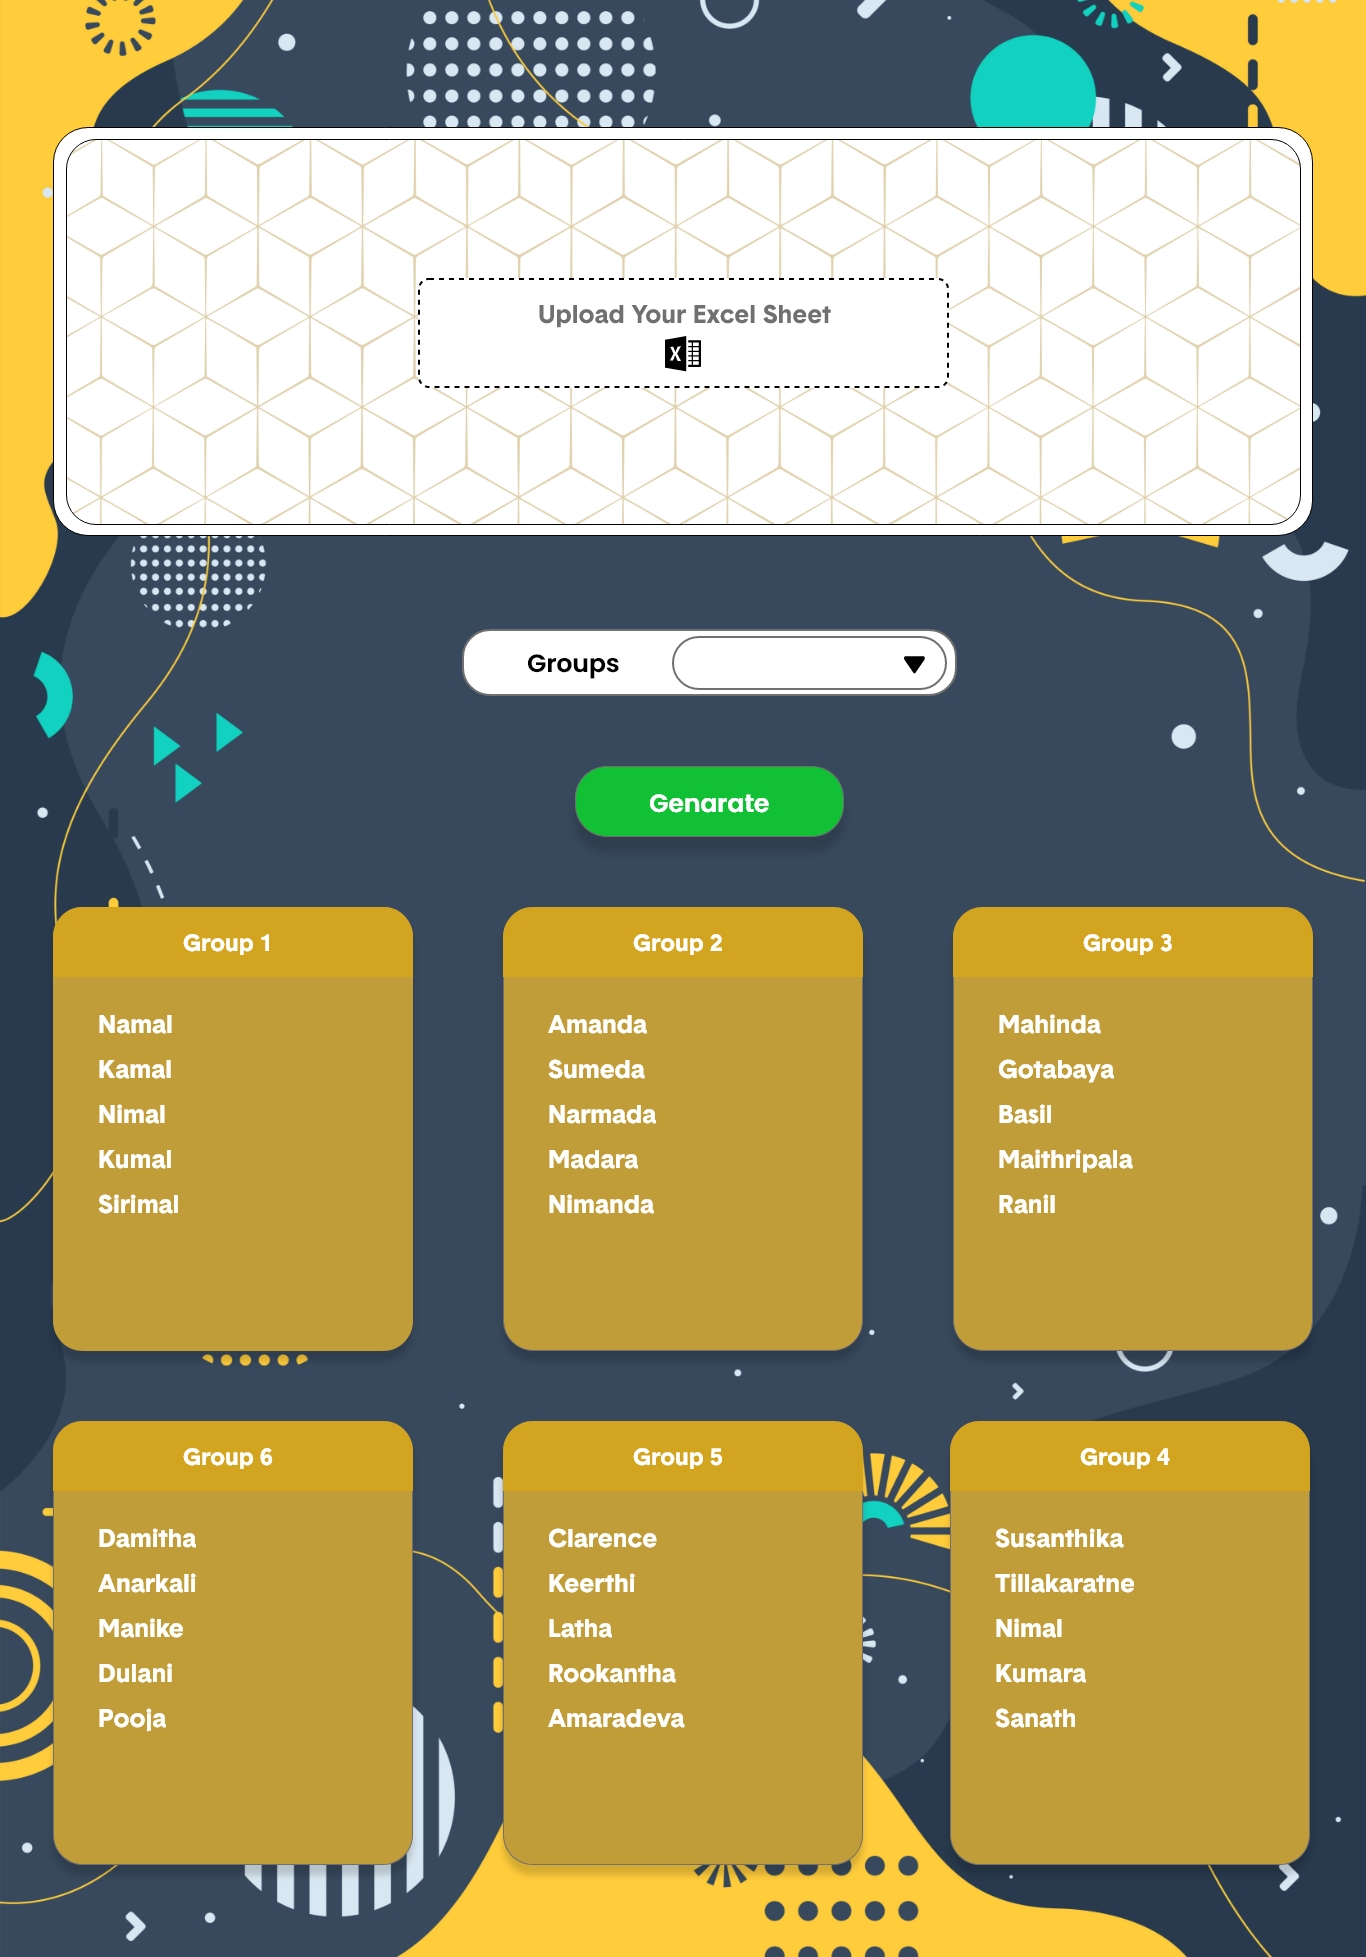 Upload Your Excel Sheet
X
Groups
Genarate
Group 1
Namal
Kamal
Nimal
Kumal
Sirimal
Group 2
Amanda
Sumeda
Narmada
Madara
Nimanda
Group 3
Mahinda
Gotabaya
Basil
Maithripala
Ranil
Group 6
Damitha
Anarkali
Manike
Dulani
Pooja
Group 5
Clarence
Keerthi
Latha
Rookantha
Amaradeva
Group 4
Susanthika
Tillakaratne
Nimal
Kumara
Sanath